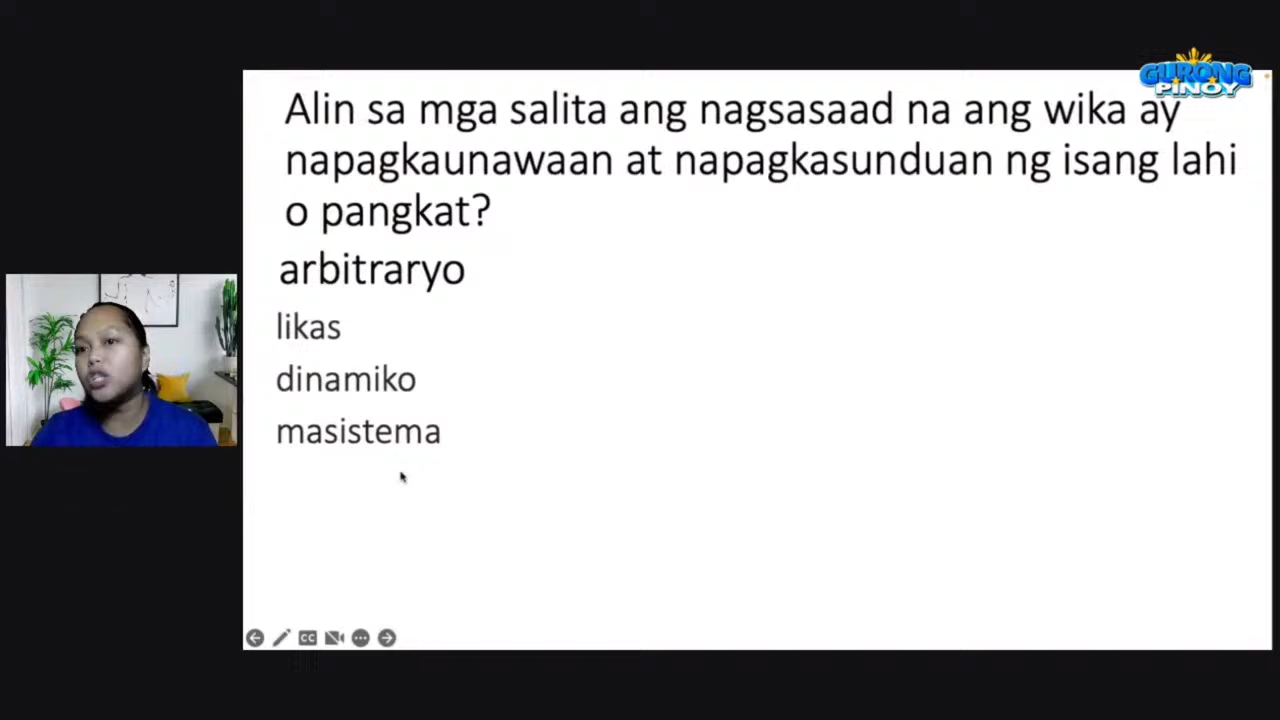 GURONG
PINOY
Alin sa mga salita ang nagsasaad na ang wika ay
napagkaunawaan at napagkasunduan ng isang lahi
o pangkat?
arbitraryo
likas
dinamiko
masistema
CC